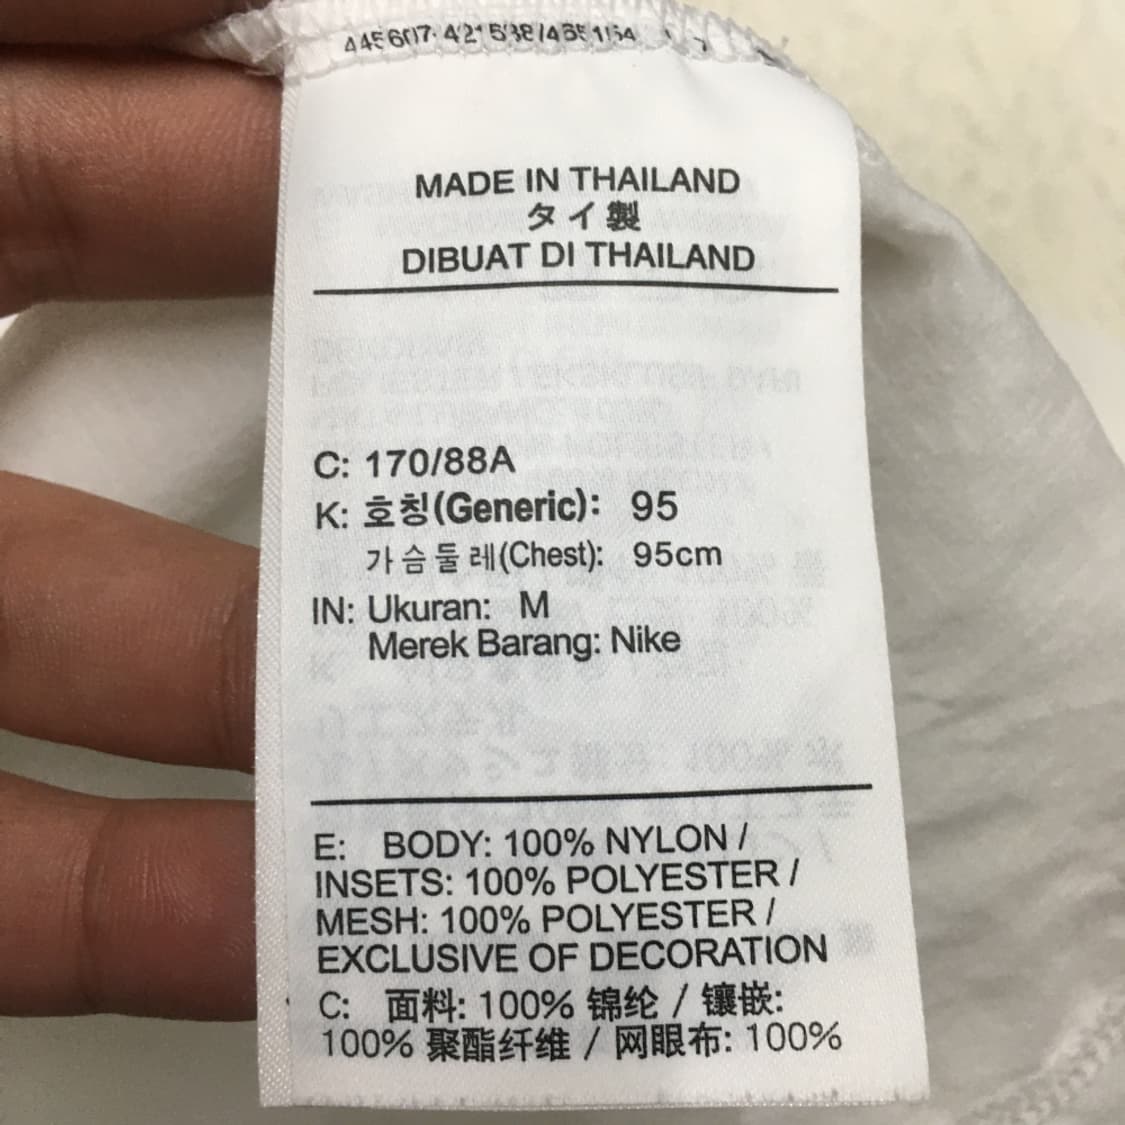 MADE IN THAILAND
タイ製
DIBUAT DI THAILAND
C: 170/88A
K: 호칭(Generic): 95
가슴둘레(Chest): 95cm
IN: Ukuran: M
Merek Barang: Nike
E: BODY: 100% NYLON /
INSETS: 100% POLYESTER /
MESH: 100% POLYESTER /
EXCLUSIVE OF DECORATION
C: 面料: 100% 锦纶 / 镶嵌:
100% 聚酯纤维 / 网眼布: 100%